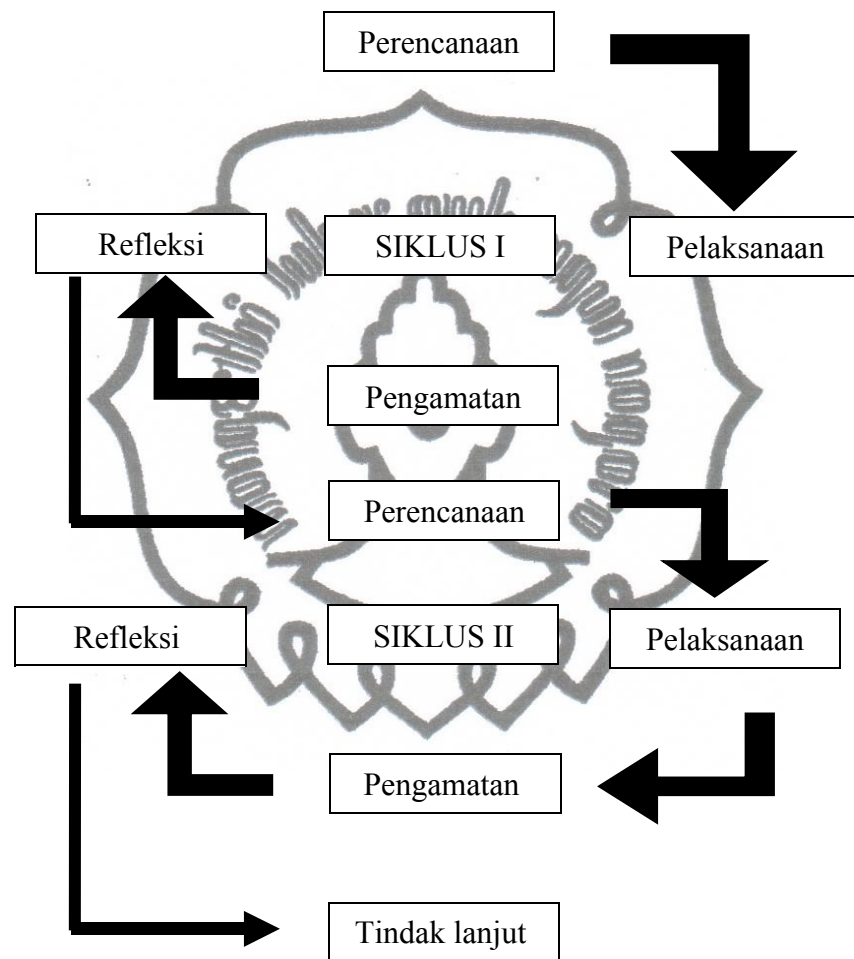 Perencanaan
Refleksi
SIKLUS I
Pelaksanaan
Pengamatan
Perencanaan
Refleksi
SIKLUS II
Pelaksanaan
Pengamatan
Tindak lanjut